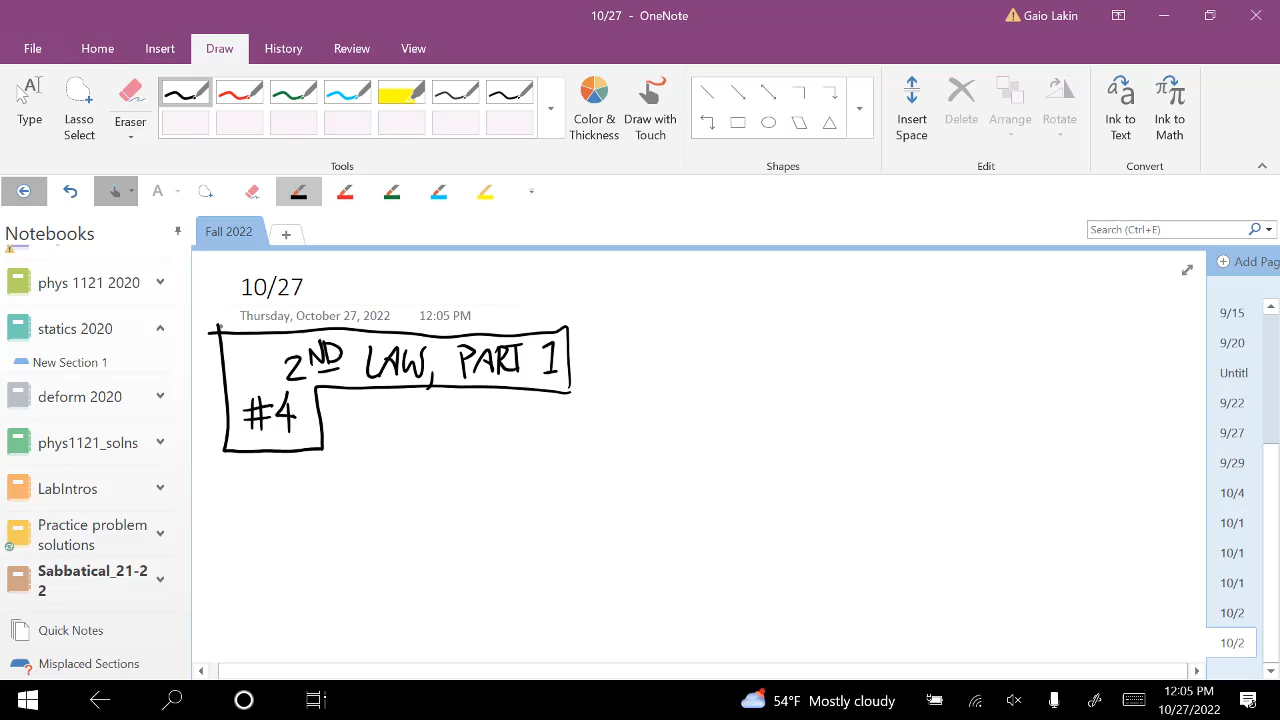 10/27 - OneNote
Gaio Lakin
File Home Insert Draw History Review View
Type
Lasso Select
Eraser
Color & Thickness
Draw with Touch
Insert Space
Delete
Arrange
Rotate
Ink to Text
Ink to Math
Tools
Shapes
Edit
Convert
Notebooks
Fall 2022
Search (Ctrl+E)
phys 1121 2020
statics 2020
New Section 1
deform 2020
phys1121_solns
LabIntros
Practice problem
solutions
Sabbatical_21-2
2
Quick Notes
Misplaced Sections
10/27
Thursday, October 27, 2022 12:05 PM
2ND LAW, PART 1
#4
Add Pag
9/15
9/20
Untitl
9/22
9/27
9/29
10/4
10/1
10/1
10/1
10/2
10/2
54°F Mostly cloudy
12:05 PM
10/27/2022